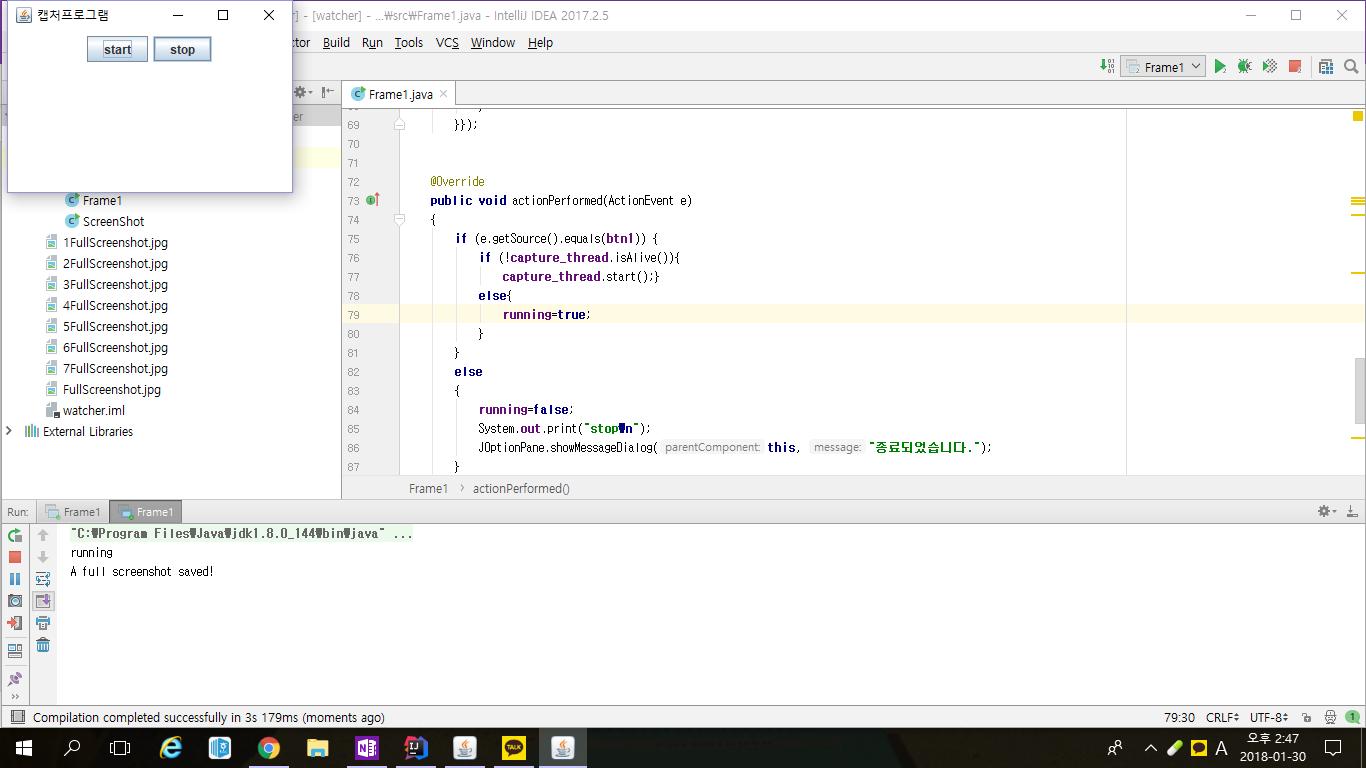 캡처프로그램
] - [watcher] - ...₩src₩Frame1.java - IntelliJ IDEA 2017.2.5
start
stop
tor Build Run Tools VCS Window Help
Frame1
Frame1.java
er
Frame1
ScreenShot
1FullScreenshot.jpg
2FullScreenshot.jpg
3FullScreenshot.jpg
4FullScreenshot.jpg
5FullScreenshot.jpg
6FullScreenshot.jpg
7FullScreenshot.jpg
FullScreenshot.jpg
watcher.iml
External Libraries
69 }});
70
71
72 @Override
73 public void actionPerformed(ActionEvent e)
74 {
75 if (e.getSource().equals(btn1)) {
76 if (!capture_thread.isAlive()){
77 capture_thread.start();}
78 else{
79 running=true;
80 }
81 }
82 else
83 {
84 running=false;
85 System.out.print("stop₩n");
86 JOptionPane.showMessageDialog( parentComponent: this, message: "종료되었습니다.");
87 }
Frame1 > actionPerformed()
Run: Frame1 Frame1
"C:₩Program Files₩Java₩jdk1.8.0_144₩bin₩java" ...
running
A full screenshot saved!
Compilation completed successfully in 3s 179ms (moments ago)
79:30 CRLF UTF-8 1
TALK
A
오후 2:47
2018-01-30